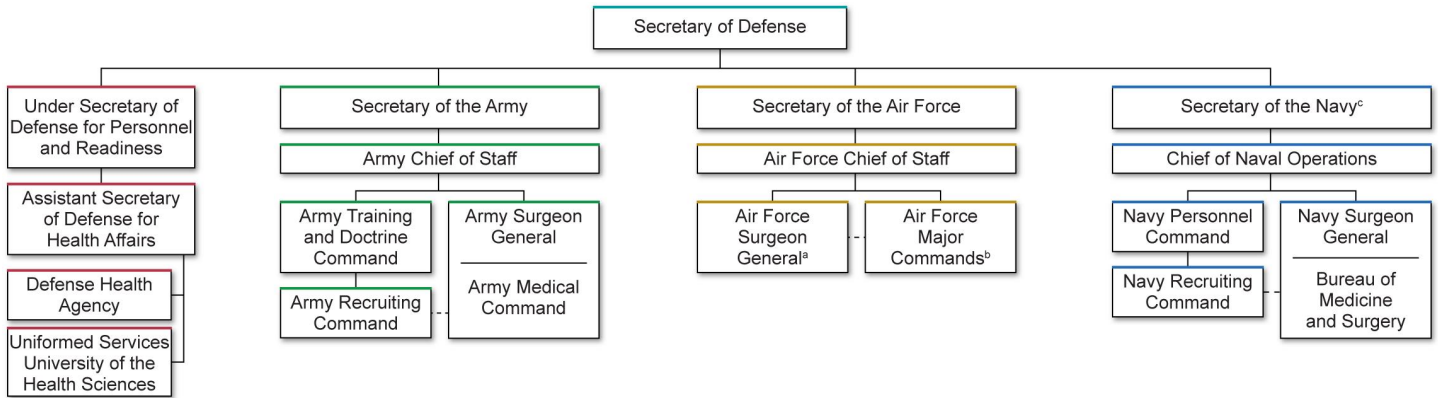 Secretary of Defense
Under Secretary of
Defense for Personnel
and Readiness
Assistant Secretary
of Defense for
Health Affairs
Defense Health
Agency
Uniformed Services
University of the
Health Sciences
Secretary of the Army
Army Chief of Staff
Army Training
and Doctrine
Command
Army Recruiting
Command
Army Surgeon
General
Army Medical
Command
Secretary of the Air Force
Air Force Chief of Staff
Air Force
Surgeon
Generalᵃ
Air Force
Major
Commandsᵇ
Secretary of the Navyᶜ
Chief of Naval Operations
Navy Personnel
Command
Navy Recruiting
Command
Navy Surgeon
General
Bureau of
Medicine
and Surgery